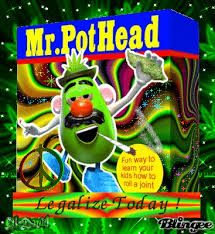 Mr.PotHead
Fun way to
learn your
kids how to
roll a joint
Legalize Today !
Blingee